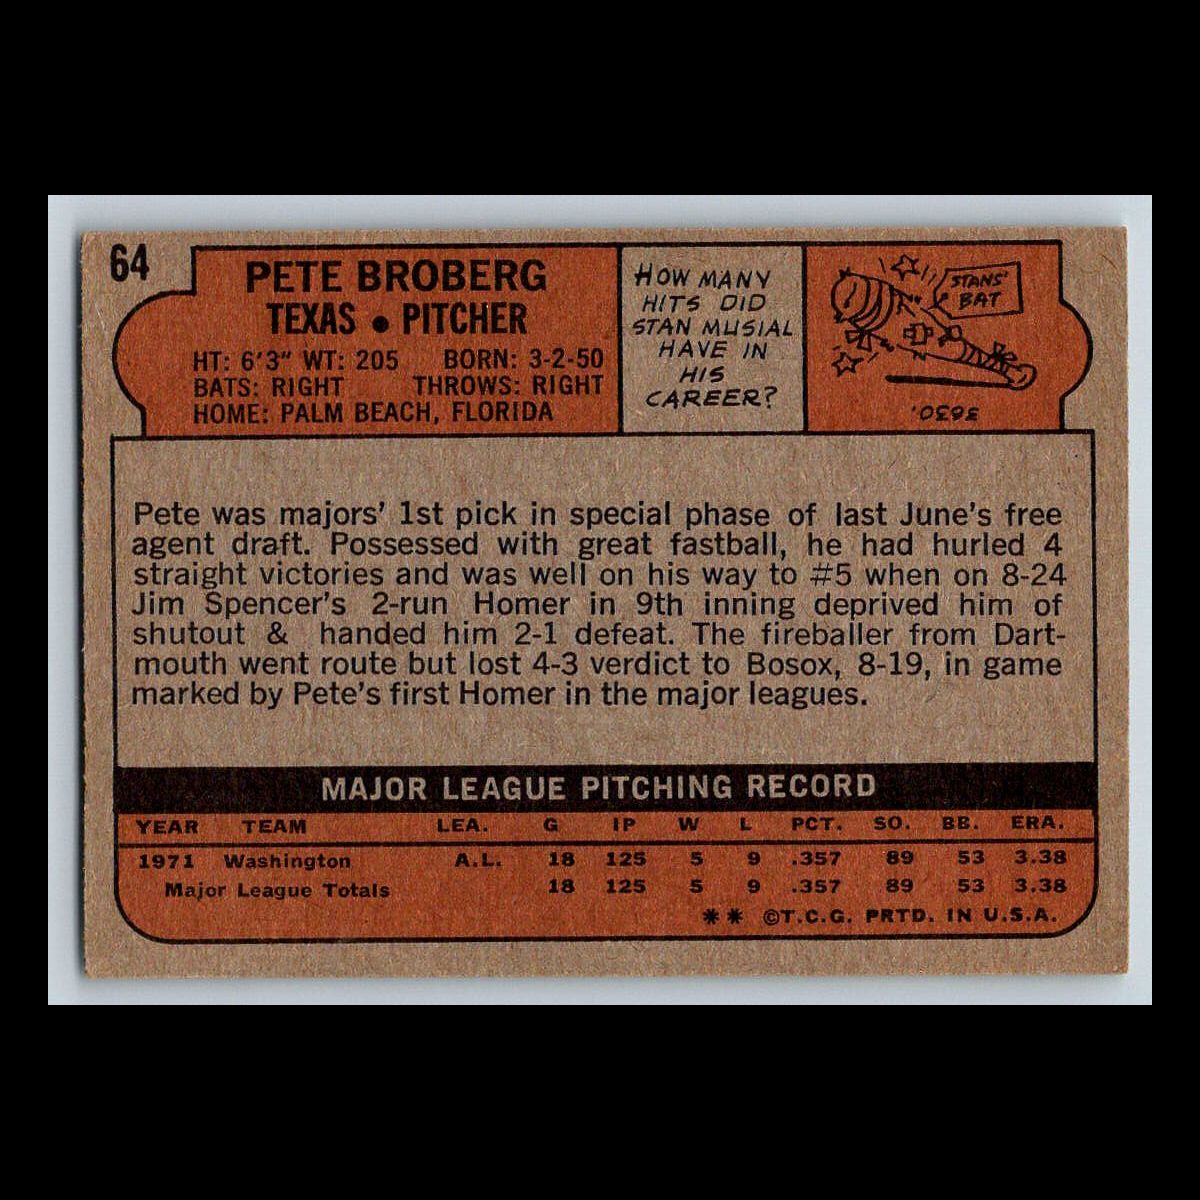 64
PETE BROBERG
TEXAS • PITCHER
HT: 6'3" WT: 205 BORN: 3-2-50
BATS: RIGHT THROWS: RIGHT
HOME: PALM BEACH, FLORIDA
HOW MANY
HITS DID
STAN MUSIAL
HAVE IN
HIS
CAREER?
STANS'
BAT
3630.
Pete was majors' 1st pick in special phase of last June's free
agent draft. Possessed with great fastball, he had hurled 4
straight victories and was well on his way to #5 when on 8-24
Jim Spencer's 2-run Homer in 9th inning deprived him of
shutout & handed him 2-1 defeat. The fireballer from Dart-
mouth went route but lost 4-3 verdict to Bosox, 8-19, in game
marked by Pete's first Homer in the major leagues.
MAJOR LEAGUE PITCHING RECORD
YEAR TEAM LEA. G IP W L PCT. SO. BB. ERA.
1971 Washington A.L. 18 125 5 9 .357 89 53 3.38
Major League Totals 18 125 5 9 .357 89 53 3.38
** ©T.C.G. PRTD. IN U.S.A.